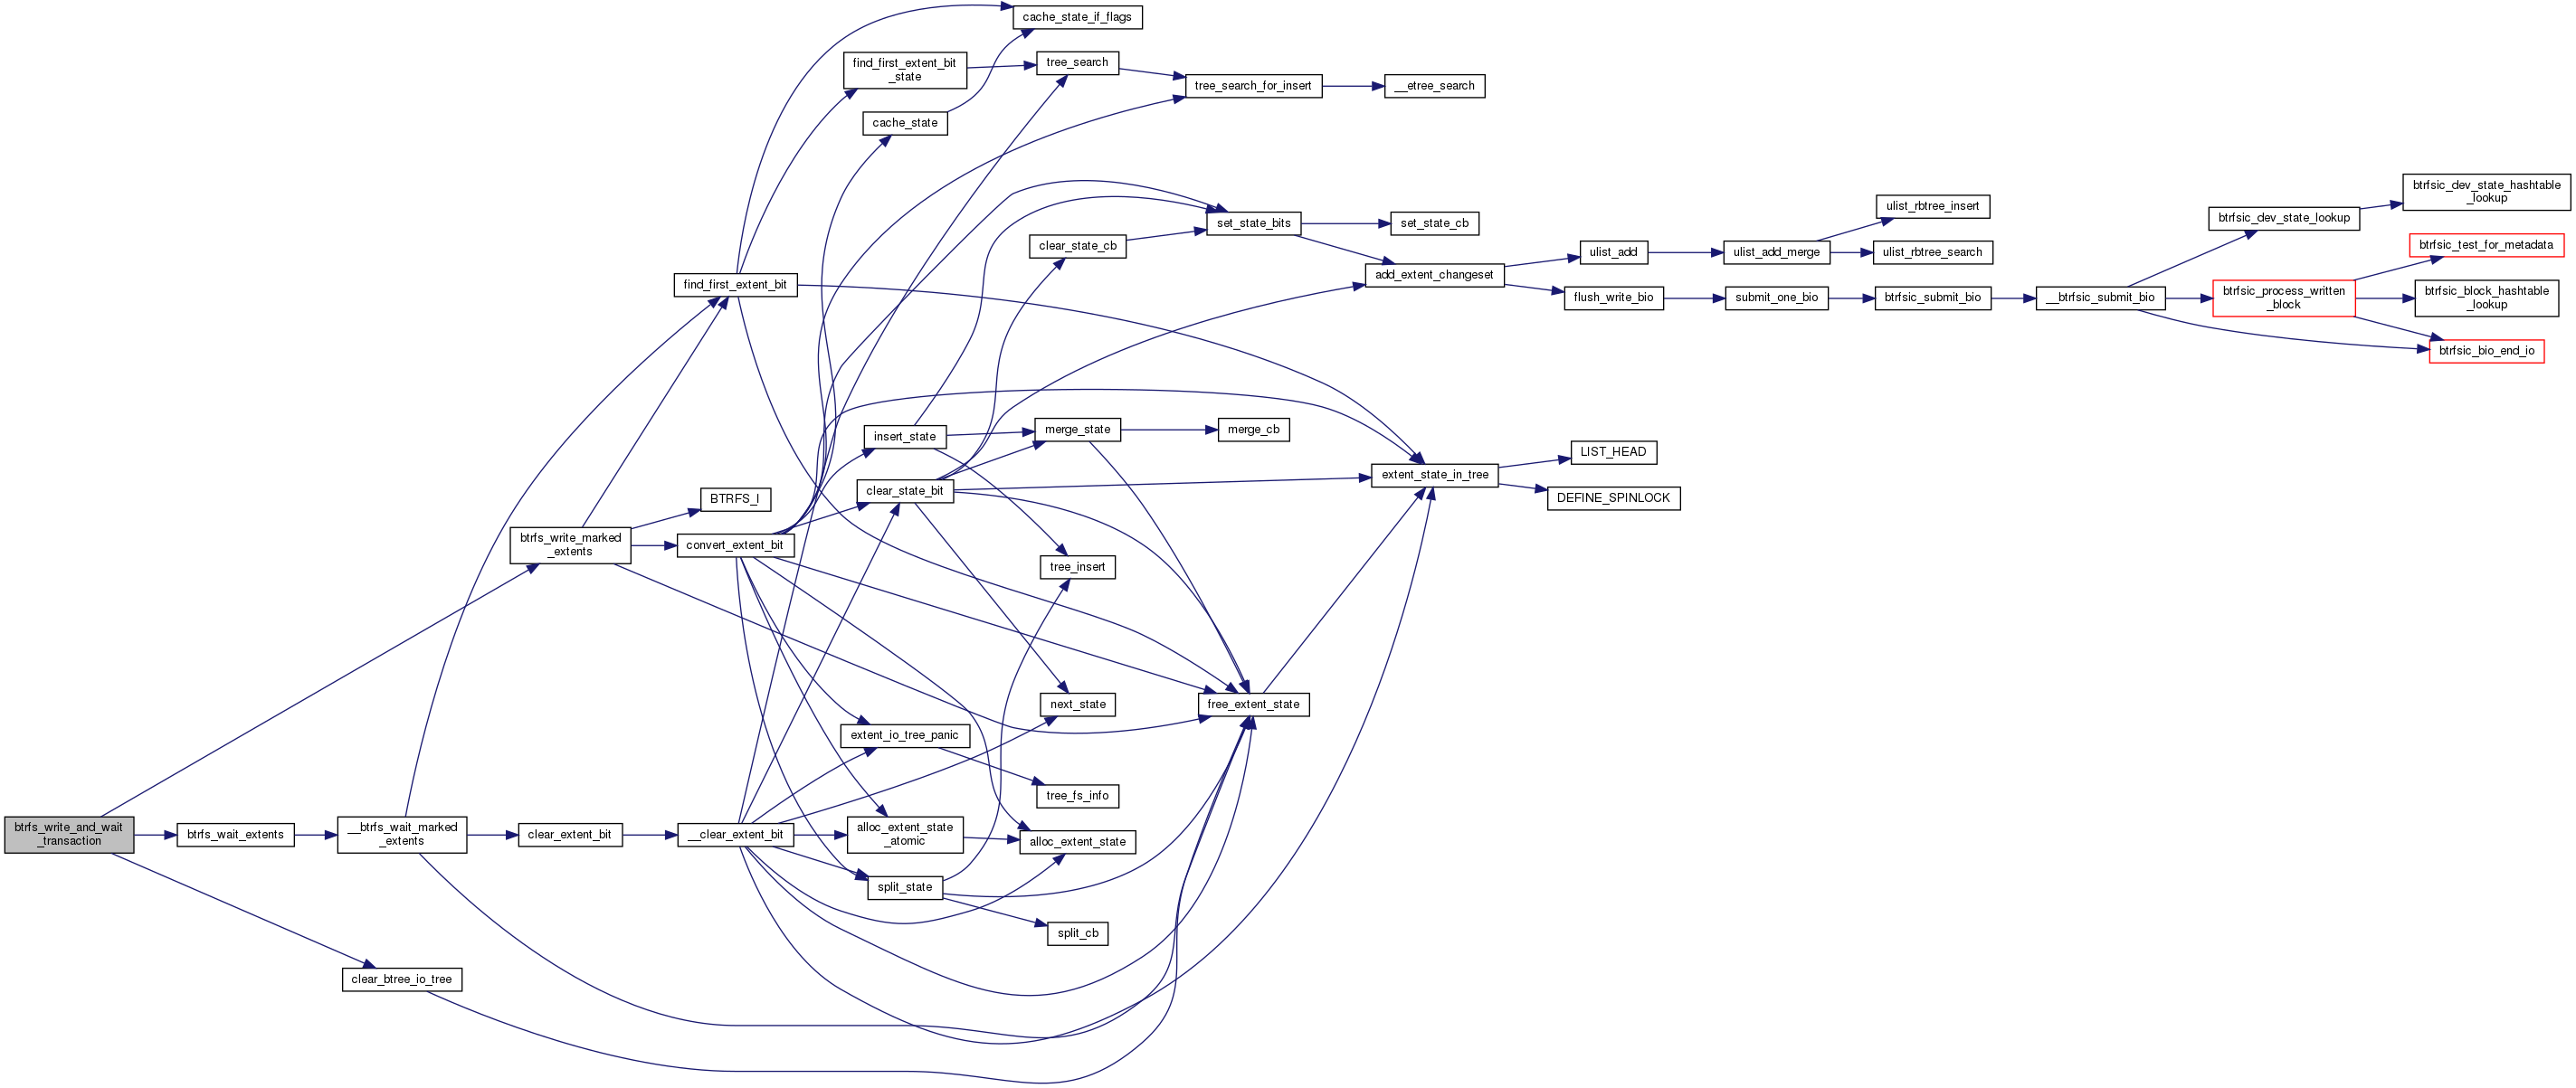 cache_state_if_flags
find_first_extent_bit
_state
tree_search
tree_search_for_insert
__etree_search
cache_state
btrfsic_dev_state_hashtable
_lookup
ulist_rbtree_insert
btrfsic_dev_state_lookup
set_state_bits
set_state_cb
clear_state_cb
ulist_add
ulist_add_merge
ulist_rbtree_search
btrfsic_test_for_metadata
add_extent_changeset
find_first_extent_bit
flush_write_bio
submit_one_bio
btrfsic_submit_bio
__btrfsic_submit_bio
btrfsic_process_written
_block
btrfsic_block_hashtable
_lookup
btrfsic_bio_end_io
insert_state
merge_state
merge_cb
LIST_HEAD
extent_state_in_tree
clear_state_bit
BTRFS_I
DEFINE_SPINLOCK
btrfs_write_marked
_extents
convert_extent_bit
tree_insert
next_state
free_extent_state
extent_io_tree_panic
tree_fs_info
btrfs_write_and_wait
_transaction
btrfs_wait_extents
__btrfs_wait_marked
_extents
clear_extent_bit
__clear_extent_bit
alloc_extent_state
_atomic
alloc_extent_state
split_state
split_cb
clear_btree_io_tree